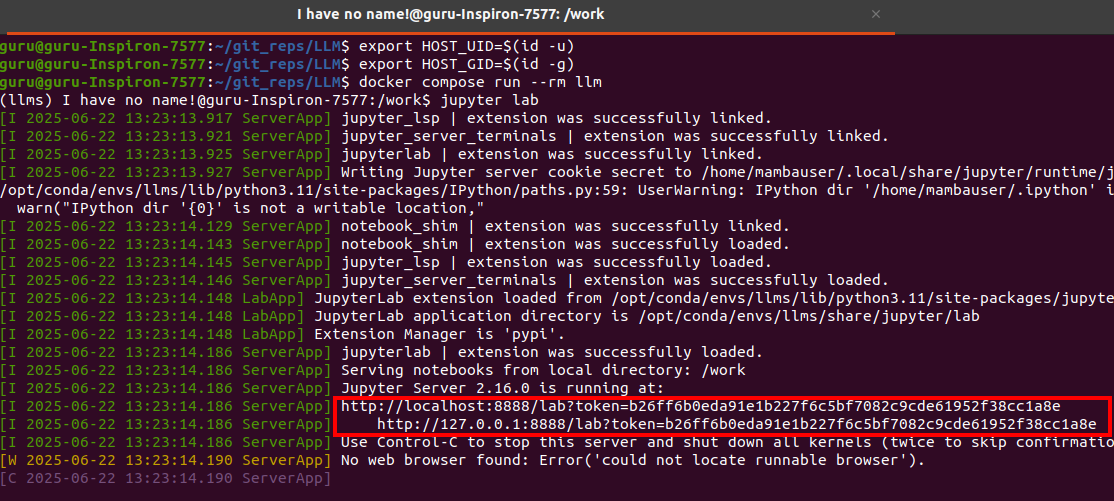 I have no name!@guru-Inspiron-7577: /work ×
guru@guru-Inspiron-7577:~/git_reps/LLM$ export HOST_UID=$(id -u)
guru@guru-Inspiron-7577:~/git_reps/LLM$ export HOST_GID=$(id -g)
guru@guru-Inspiron-7577:~/git_reps/LLM$ docker compose run --rm llm
(llms) I have no name!@guru-Inspiron-7577:/work$ jupyter lab
[I 2025-06-22 13:23:13.917 ServerApp] jupyter_lsp | extension was successfully linked.
[I 2025-06-22 13:23:13.921 ServerApp] jupyter_server_terminals | extension was successfully linked.
[I 2025-06-22 13:23:13.925 ServerApp] jupyterlab | extension was successfully linked.
[I 2025-06-22 13:23:13.927 ServerApp] Writing Jupyter server cookie secret to /home/mambauser/.local/share/jupyter/runtime/j
/opt/conda/envs/llms/lib/python3.11/site-packages/IPython/paths.py:59: UserWarning: IPython dir '/home/mambauser/.ipython' i
warn("IPython dir '{0}' is not a writable location,"
[I 2025-06-22 13:23:14.129 ServerApp] notebook_shim | extension was successfully linked.
[I 2025-06-22 13:23:14.143 ServerApp] notebook_shim | extension was successfully loaded.
[I 2025-06-22 13:23:14.145 ServerApp] jupyter_lsp | extension was successfully loaded.
[I 2025-06-22 13:23:14.146 ServerApp] jupyter_server_terminals | extension was successfully loaded.
[I 2025-06-22 13:23:14.148 LabApp] JupyterLab extension loaded from /opt/conda/envs/llms/lib/python3.11/site-packages/jupyte
[I 2025-06-22 13:23:14.148 LabApp] JupyterLab application directory is /opt/conda/envs/llms/share/jupyter/lab
[I 2025-06-22 13:23:14.148 LabApp] Extension Manager is 'pypi'.
[I 2025-06-22 13:23:14.186 ServerApp] jupyterlab | extension was successfully loaded.
[I 2025-06-22 13:23:14.186 ServerApp] Serving notebooks from local directory: /work
[I 2025-06-22 13:23:14.186 ServerApp] Jupyter Server 2.16.0 is running at:
[I 2025-06-22 13:23:14.186 ServerApp] http://localhost:8888/lab?token=b26ff6b0eda91e1b227f6c5bf7082c9cde61952f38cc1a8e
[I 2025-06-22 13:23:14.186 ServerApp] http://127.0.0.1:8888/lab?token=b26ff6b0eda91e1b227f6c5bf7082c9cde61952f38cc1a8e
[I 2025-06-22 13:23:14.186 ServerApp] Use Control-C to stop this server and shut down all kernels (twice to skip confirmatio
[W 2025-06-22 13:23:14.190 ServerApp] No web browser found: Error('could not locate runnable browser').
[C 2025-06-22 13:23:14.190 ServerApp]